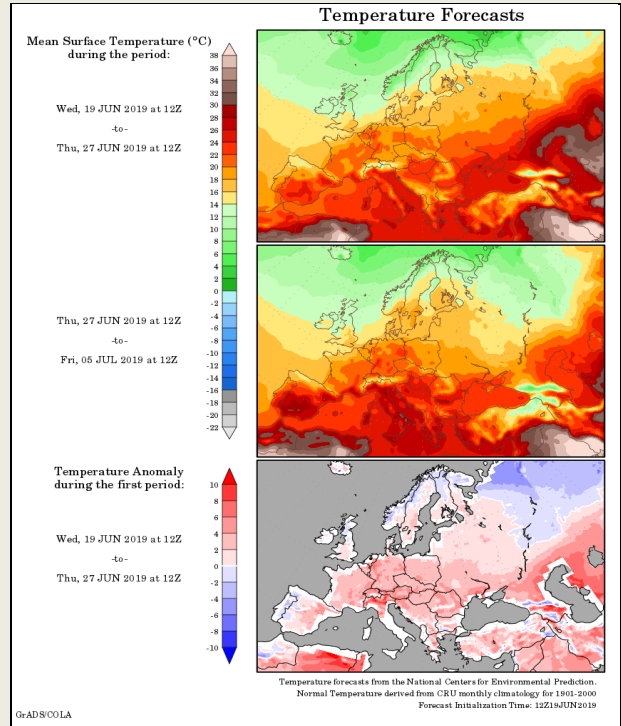 Temperature Forecasts
Mean Surface Temperature (°C)
during the period:
Wed, 19 JUN 2019 at 12Z
-to-
Thu, 27 JUN 2019 at 12Z
38
36
34
32
30
28
26
24
22
20
18
16
14
12
10
8
6
4
2
0
-2
-4
-6
-8
-10
-12
-14
-16
-18
-20
-22
Thu, 27 JUN 2019 at 12Z
-to-
Fri, 05 JUL 2019 at 12Z
Temperature Anomaly
during the first period:
Wed, 19 JUN 2019 at 12Z
-to-
Thu, 27 JUN 2019 at 12Z
10
8
6
4
2
0
-2
-4
-6
-8
-10
Temperature forecasts from the National Centers for Environmental Prediction.
Normal Temperature derived from CRU monthly climatology for 1901-2000
Forecast Initialization Time: 12Z19JUN2019
GrADS/COLA